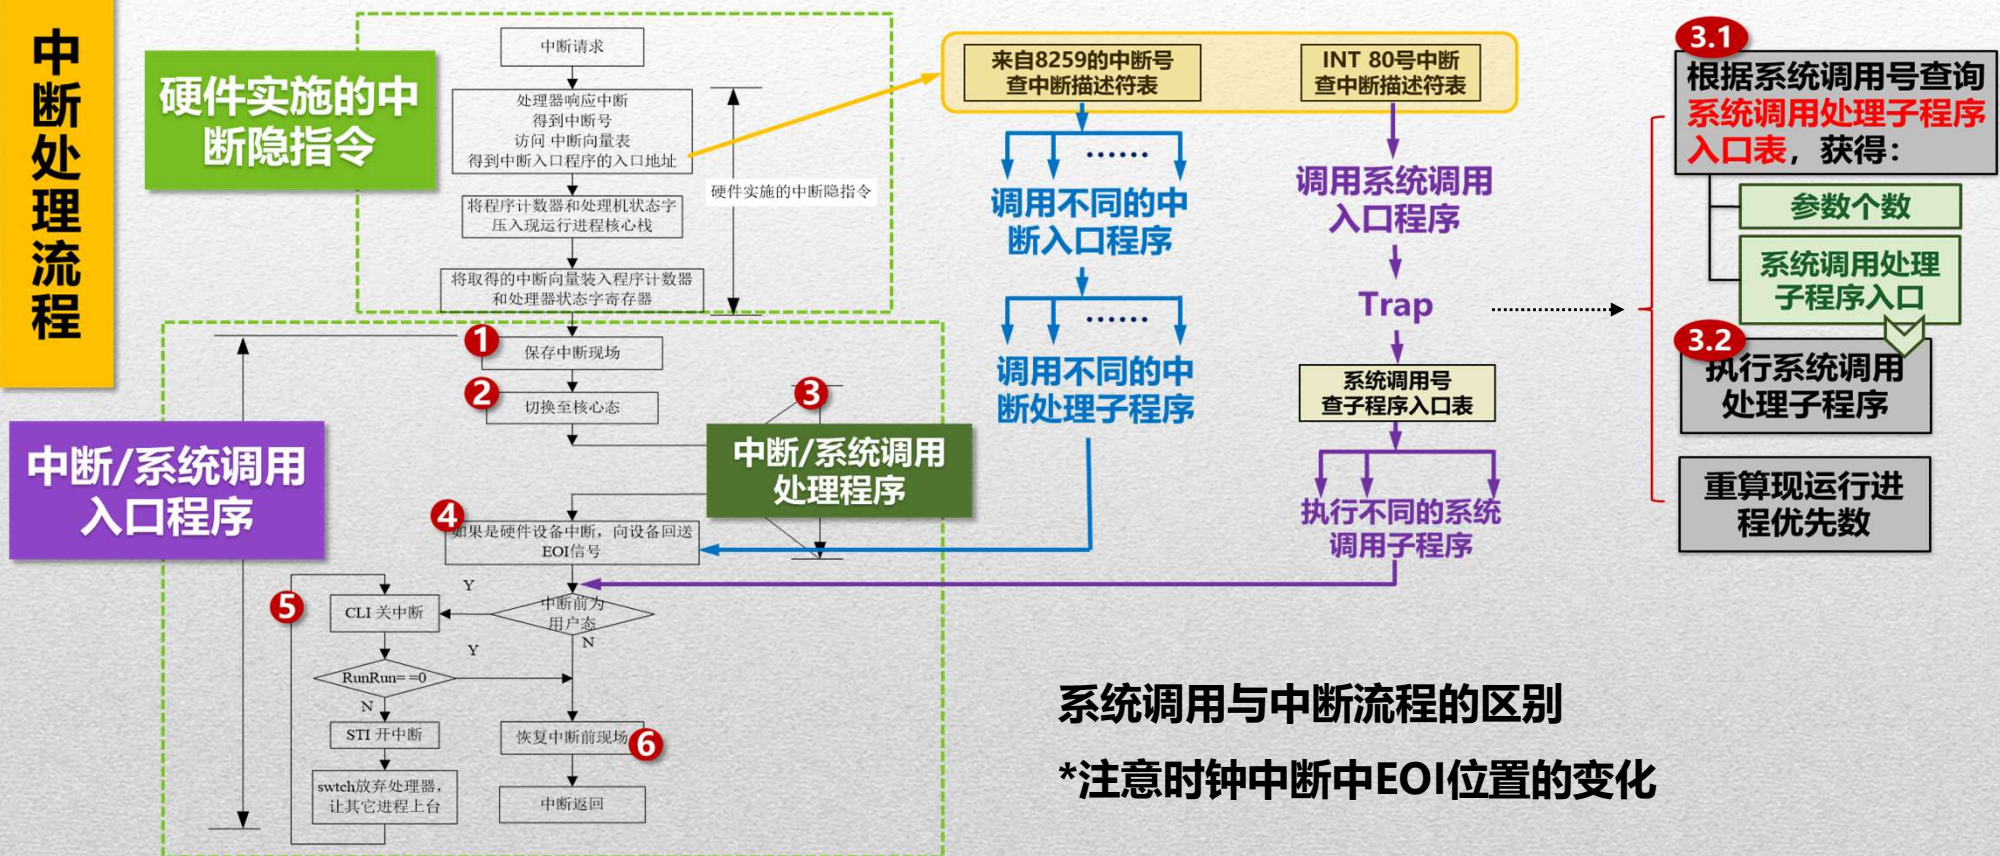 中断处理流程
硬件实施的中
断隐指令
中断请求
处理器响应中断
得到中断号
访问 中断向量表
得到中断入口程序的入口地址
将程序计数器和处理机状态字
压入现运行进程核心栈
将取得的中断向量装入程序计数器
和处理器状态字寄存器
硬件实施的中断隐指令
中断/系统调用
入口程序
1
保存中断现场
2
切换至核心态
3
中断/系统调用
处理程序
4
如果是硬件设备中断，向设备回送
EOI信号
中断前为
用户态
Y
N
5
CLI 关中断
Y
RunRun= =0
N
STI 开中断
swtch放弃处理器，
让其它进程上台
恢复中断前现场
6
中断返回
来自8259的中断号
查中断描述符表
......
调用不同的中
断入口程序
......
调用不同的中
断处理子程序
INT 80号中断
查中断描述符表
调用系统调用
入口程序
Trap
系统调用号
查子程序入口表
执行不同的系统
调用子程序
3.1
根据系统调用号查询
系统调用处理子程序
入口表，获得：
参数个数
系统调用处理
子程序入口
3.2
执行系统调用
处理子程序
重算现运行进
程优先数
系统调用与中断流程的区别
*注意时钟中断中EOI位置的变化